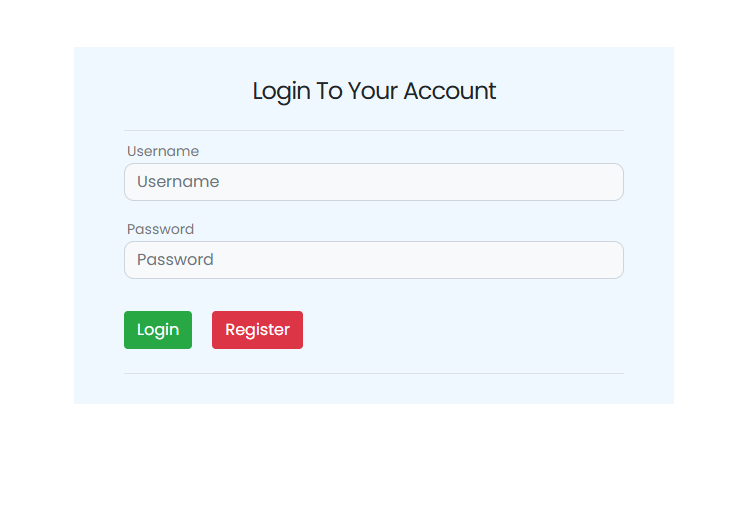 Login To Your Account
Username
Username
Password
Password
Login Register